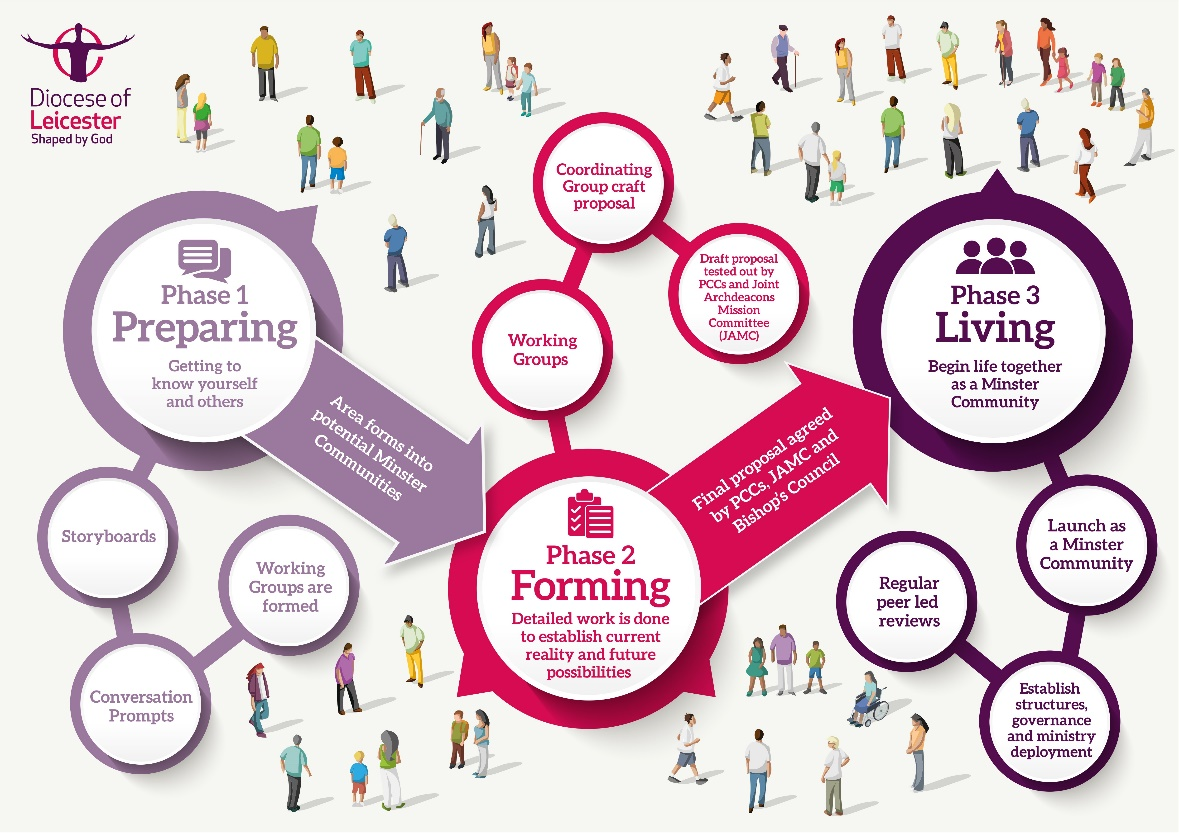 Diocese of
Leicester
Shaped by God
Phase 1
Preparing
Getting to
know yourself
and others
Storyboards
Conversation
Prompts
Working
Groups are
formed
Area forms into
potential Minster
Communities
Phase 2
Forming
Detailed work is done
to establish current
reality and future
possibilities
Working
Groups
Coordinating
Group craft
proposal
Draft proposal
tested out by
PCCs and Joint
Archdeacons
Mission
Committee
(JAMC)
Final proposal agreed
by PCCs, JAMC and
Bishop's Council
Phase 3
Living
Begin life together
as a Minster
Community
Launch as
a Minster
Community
Establish
structures,
governance
and ministry
deployment
Regular
peer led
reviews